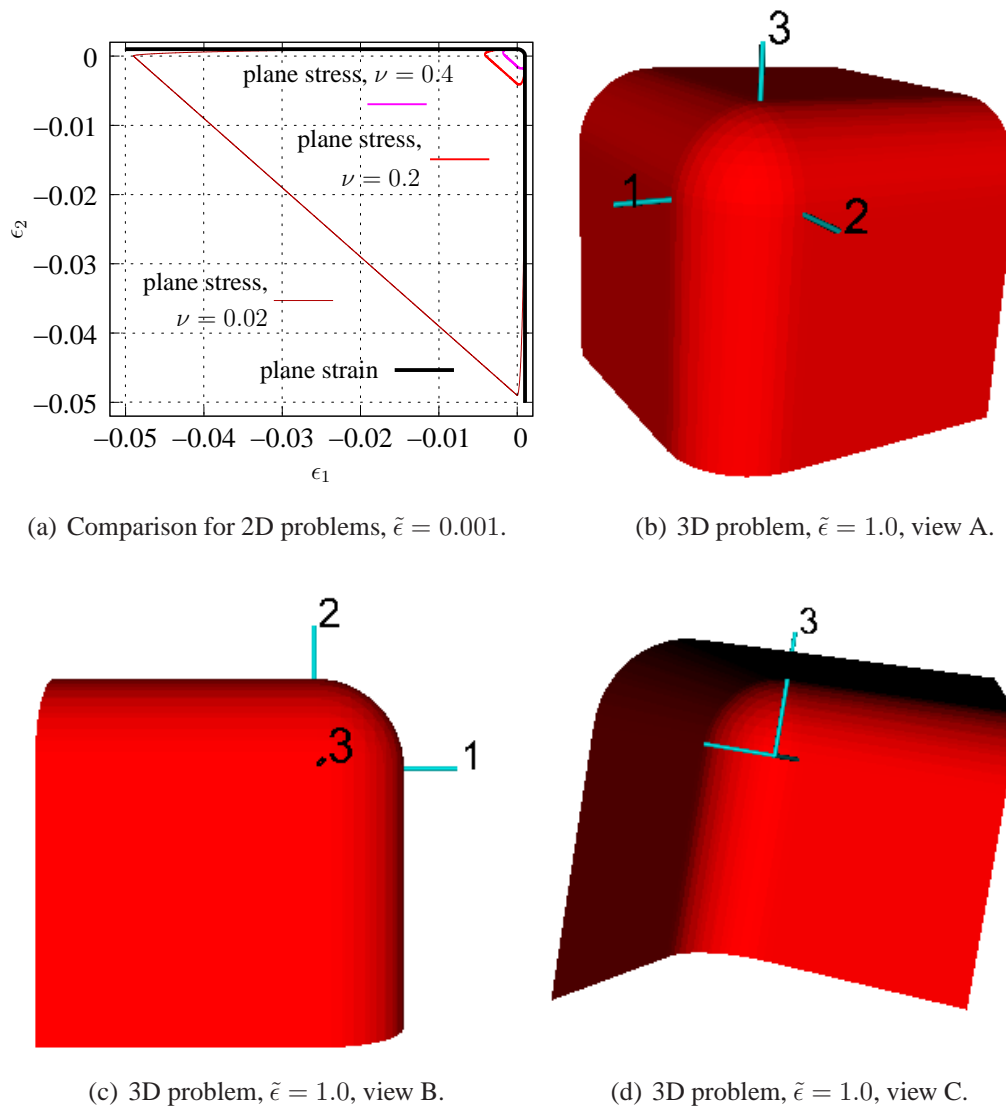 0
−0.01
−0.02
−0.03
−0.04
−0.05
ϵ₂
plane stress, ν = 0.4
plane stress,
ν = 0.2
plane stress,
ν = 0.02
plane strain
−0.05 −0.04 −0.03 −0.02 −0.01 0
ϵ₁
(a) Comparison for 2D problems, ϵ̃ = 0.001.
3
1
2
(b) 3D problem, ϵ̃ = 1.0, view A.
2
3
1
(c) 3D problem, ϵ̃ = 1.0, view B.
3
(d) 3D problem, ϵ̃ = 1.0, view C.